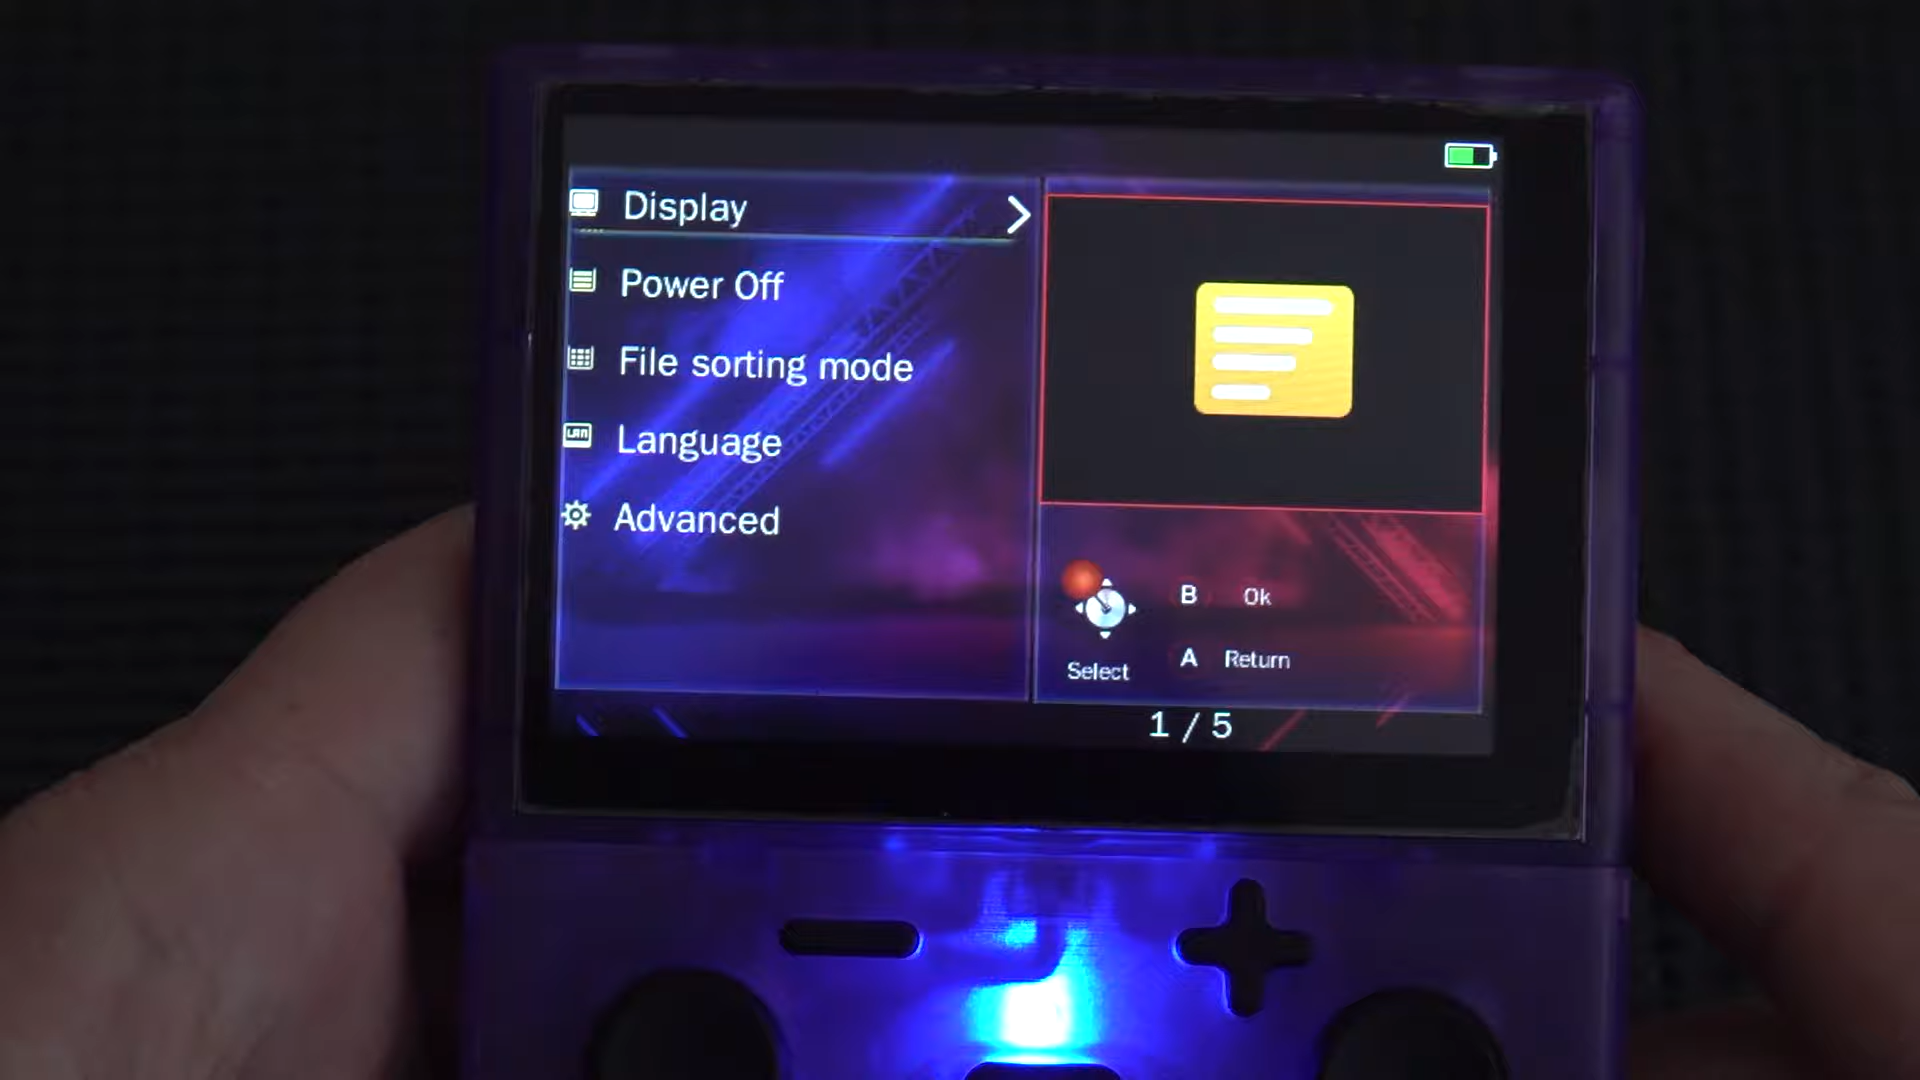 Display
Power Off
File sorting mode
Language
Advanced
B Ok
A Return
Select
1 / 5